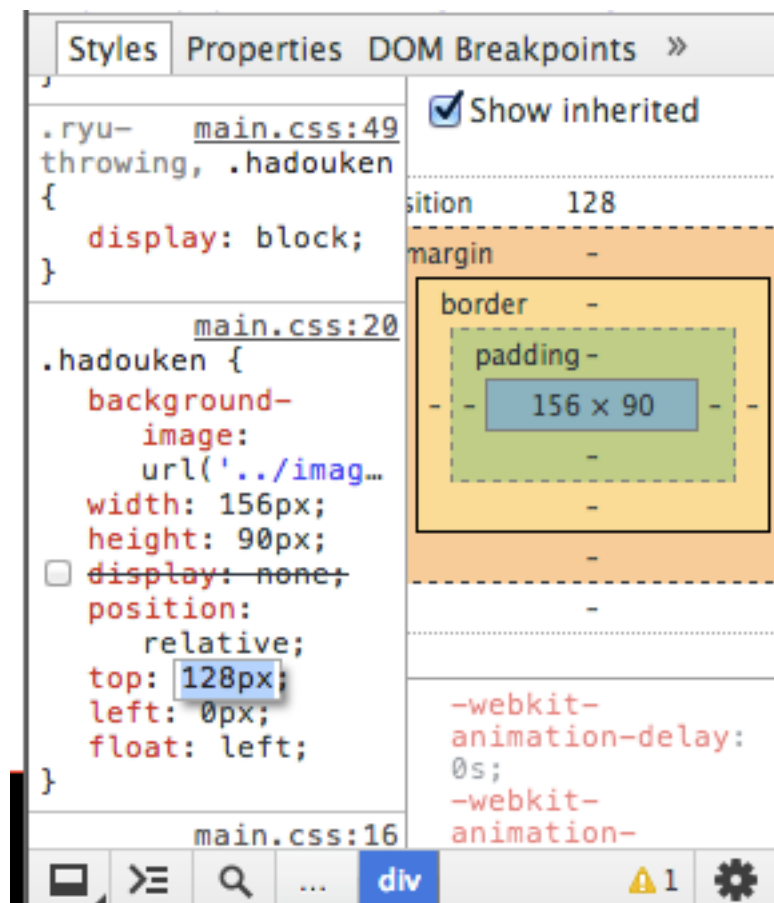 Styles Properties DOM Breakpoints »
}
.ryu- main.css:49
throwing, .hadouken
{
display: block;
}
main.css:20
.hadouken {
background-
image:
url('../imag…
width: 156px;
height: 90px;
display: none;
position:
relative;
top: 128px;
left: 0px;
float: left;
}
main.css:16
Show inherited
sition 128
margin -
border -
padding -
- - 156 × 90 - -
-
-
-
-
-webkit-
animation-delay:
0s;
-webkit-
animation-
... div 1